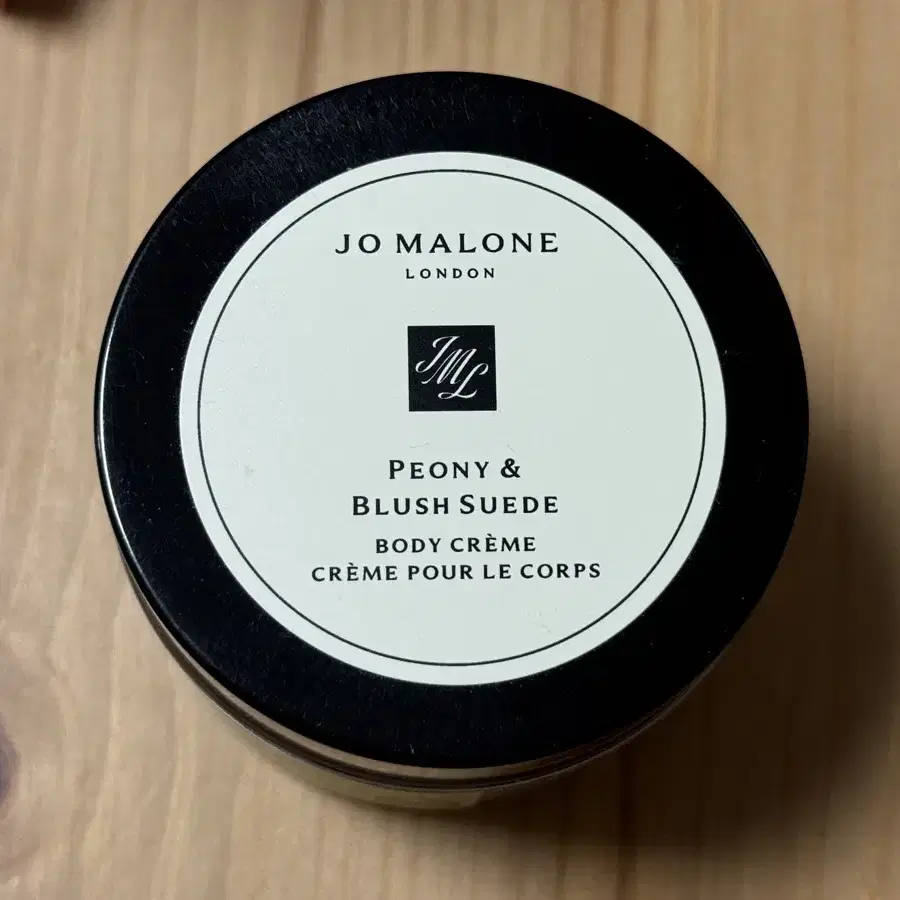 JO MALONE
LONDON
JML
PEONY &
BLUSH SUEDE
BODY CRÈME
CRÈME POUR LE CORPS